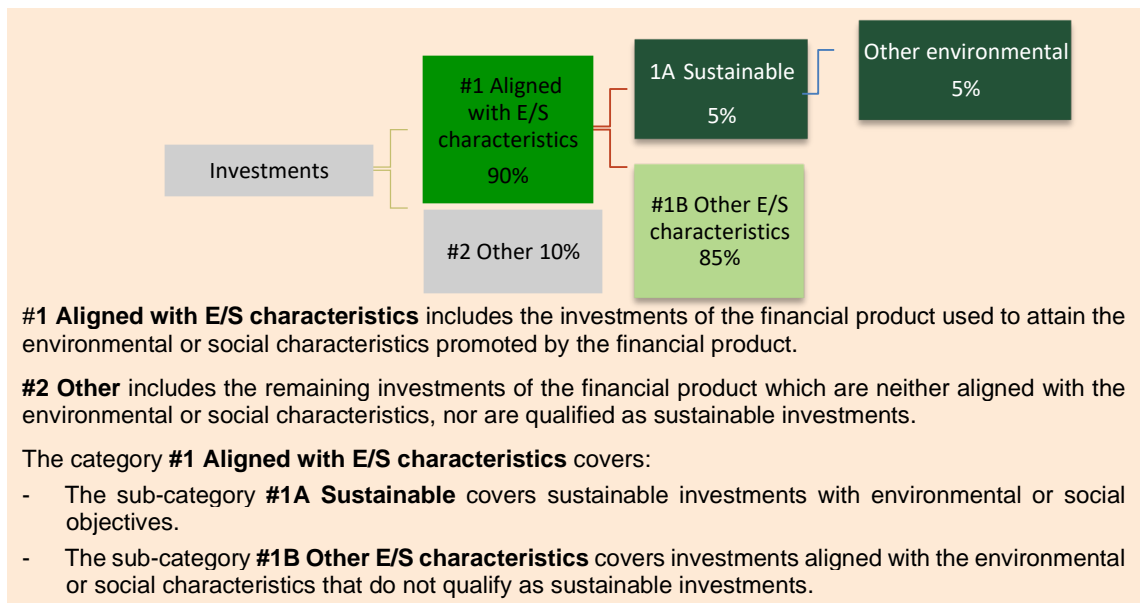 Investments
#1 Aligned
with E/S
characteristics
90%
#2 Other 10%
1A Sustainable
5%
#1B Other E/S
characteristics
85%
Other environmental
5%
#1 Aligned with E/S characteristics includes the investments of the financial product used to attain the
environmental or social characteristics promoted by the financial product.
#2 Other includes the remaining investments of the financial product which are neither aligned with the
environmental or social characteristics, nor are qualified as sustainable investments.
The category #1 Aligned with E/S characteristics covers:
- The sub-category #1A Sustainable covers sustainable investments with environmental or social
objectives.
- The sub-category #1B Other E/S characteristics covers investments aligned with the environmental
or social characteristics that do not qualify as sustainable investments.